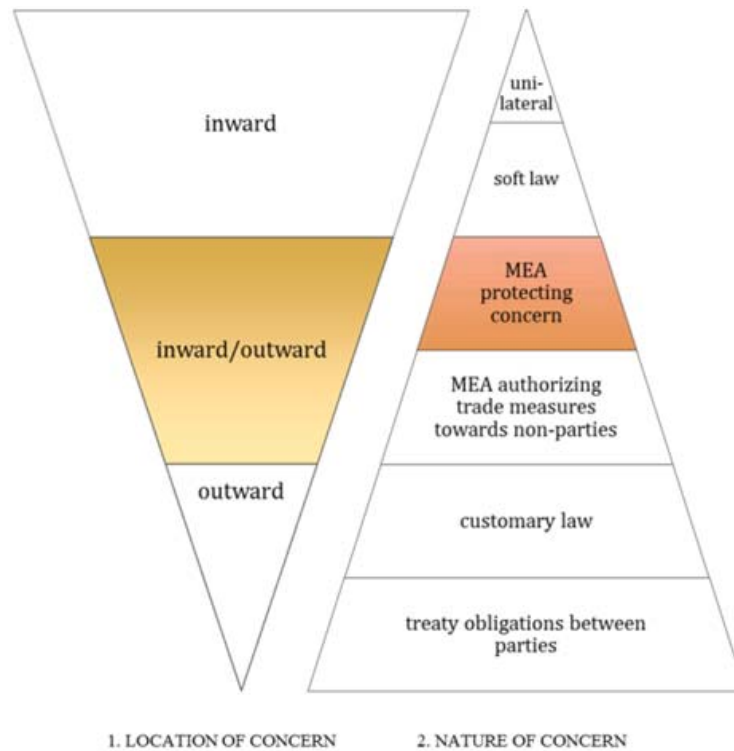 inward
inward/outward
outward
uni-
lateral
soft law
MEA
protecting
concern
MEA authorizing
trade measures
towards non-parties
customary law
treaty obligations between
parties
1. LOCATION OF CONCERN
2. NATURE OF CONCERN